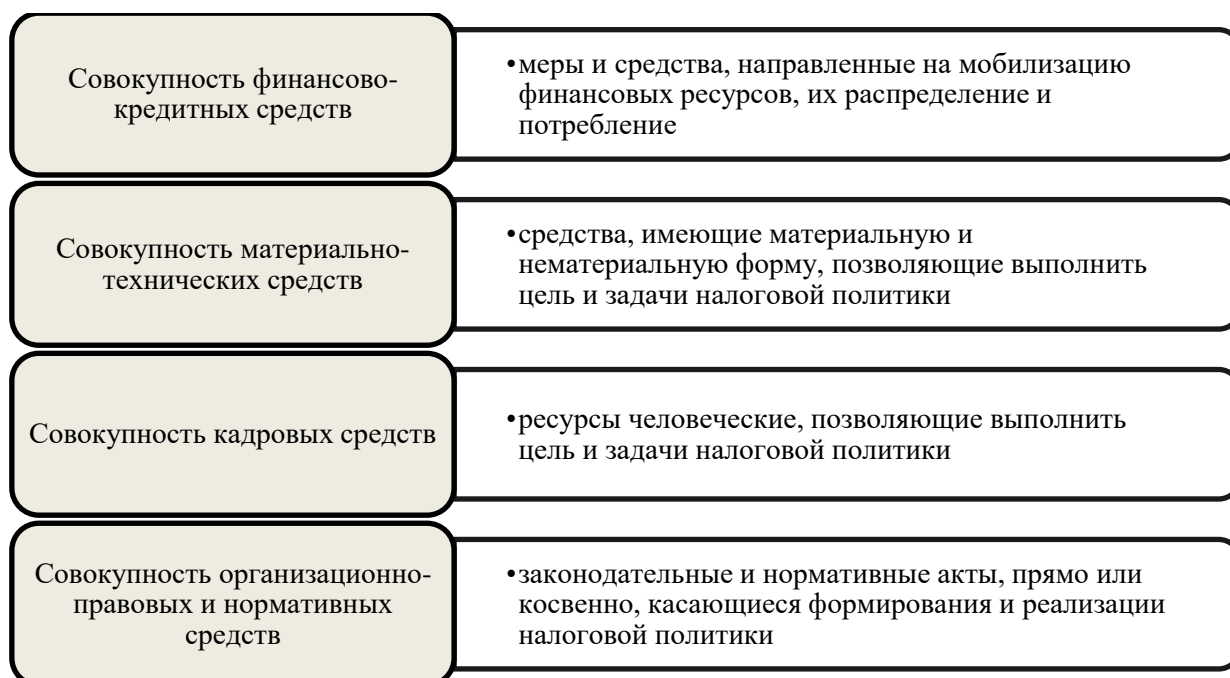 Совокупность финансово-
кредитных средств
•меры и средства, направленные на мобилизацию
финансовых ресурсов, их распределение и
потребление
Совокупность материально-
технических средств
•средства, имеющие материальную и
нематериальную форму, позволяющие выполнить
цель и задачи налоговой политики
Совокупность кадровых средств
•ресурсы человеческие, позволяющие выполнить
цель и задачи налоговой политики
Совокупность организационно-
правовых и нормативных
средств
•законодательные и нормативные акты, прямо или
косвенно, касающиеся формирования и реализации
налоговой политики